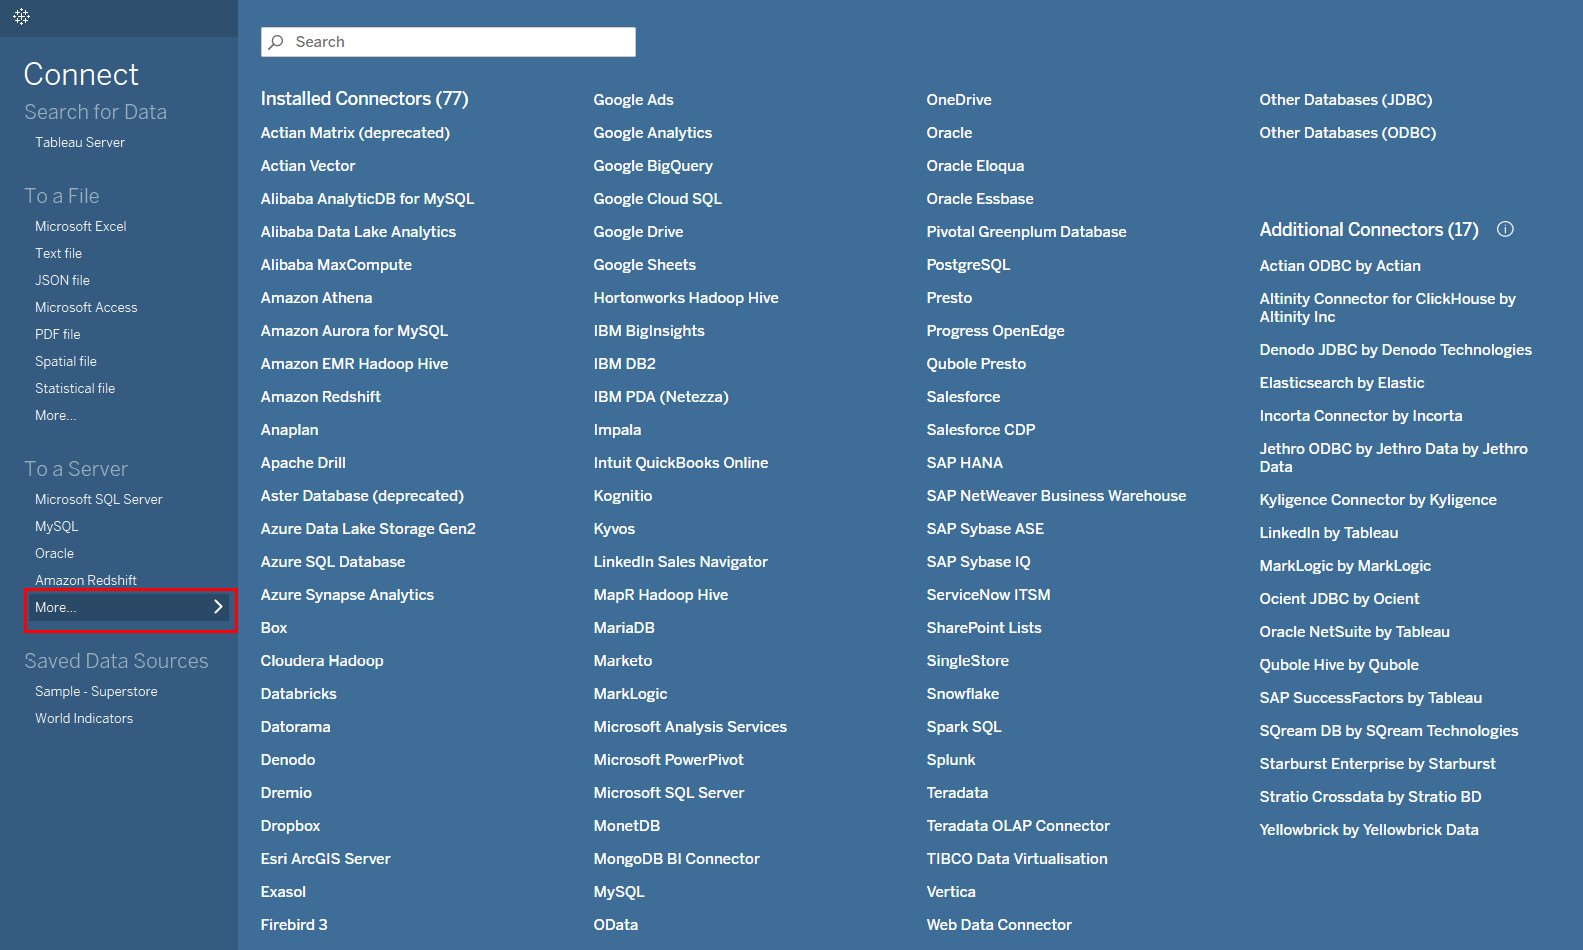 Connect
Search for Data
Tableau Server
To a File
Microsoft Excel
Text file
JSON file
Microsoft Access
PDF file
Spatial file
Statistical file
More...
To a Server
Microsoft SQL Server
MySQL
Oracle
Amazon Redshift
More...
Saved Data Sources
Sample - Superstore
World Indicators
Search
Installed Connectors (77)
Actian Matrix (deprecated)
Actian Vector
Alibaba AnalyticDB for MySQL
Alibaba Data Lake Analytics
Alibaba MaxCompute
Amazon Athena
Amazon Aurora for MySQL
Amazon EMR Hadoop Hive
Amazon Redshift
Anaplan
Apache Drill
Aster Database (deprecated)
Azure Data Lake Storage Gen2
Azure SQL Database
Azure Synapse Analytics
Box
Cloudera Hadoop
Databricks
Datorama
Denodo
Dremio
Dropbox
Esri ArcGIS Server
Exasol
Firebird 3
Google Ads
Google Analytics
Google BigQuery
Google Cloud SQL
Google Drive
Google Sheets
Hortonworks Hadoop Hive
IBM BigInsights
IBM DB2
IBM PDA (Netezza)
Impala
Intuit QuickBooks Online
Kognitio
Kyvos
LinkedIn Sales Navigator
MapR Hadoop Hive
MariaDB
Marketo
MarkLogic
Microsoft Analysis Services
Microsoft PowerPivot
Microsoft SQL Server
MonetDB
MongoDB BI Connector
MySQL
OData
OneDrive
Oracle
Oracle Eloqua
Oracle Essbase
Pivotal Greenplum Database
PostgreSQL
Presto
Progress OpenEdge
Qubole Presto
Salesforce
Salesforce CDP
SAP HANA
SAP NetWeaver Business Warehouse
SAP Sybase ASE
SAP Sybase IQ
ServiceNow ITSM
SharePoint Lists
SingleStore
Snowflake
Spark SQL
Splunk
Teradata
Teradata OLAP Connector
TIBCO Data Virtualisation
Vertica
Web Data Connector
Other Databases (JDBC)
Other Databases (ODBC)
Additional Connectors (17)
Actian ODBC by Actian
Altinity Connector for ClickHouse by
Altinity Inc
Denodo JDBC by Denodo Technologies
Elasticsearch by Elastic
Incorta Connector by Incorta
Jethro ODBC by Jethro Data by Jethro
Data
Kyligence Connector by Kyligence
LinkedIn by Tableau
MarkLogic by MarkLogic
Ocient JDBC by Ocient
Oracle NetSuite by Tableau
Qubole Hive by Qubole
SAP SuccessFactors by Tableau
SQream DB by SQream Technologies
Starburst Enterprise by Starburst
Stratio Crossdata by Stratio BD
Yellowbrick by Yellowbrick Data